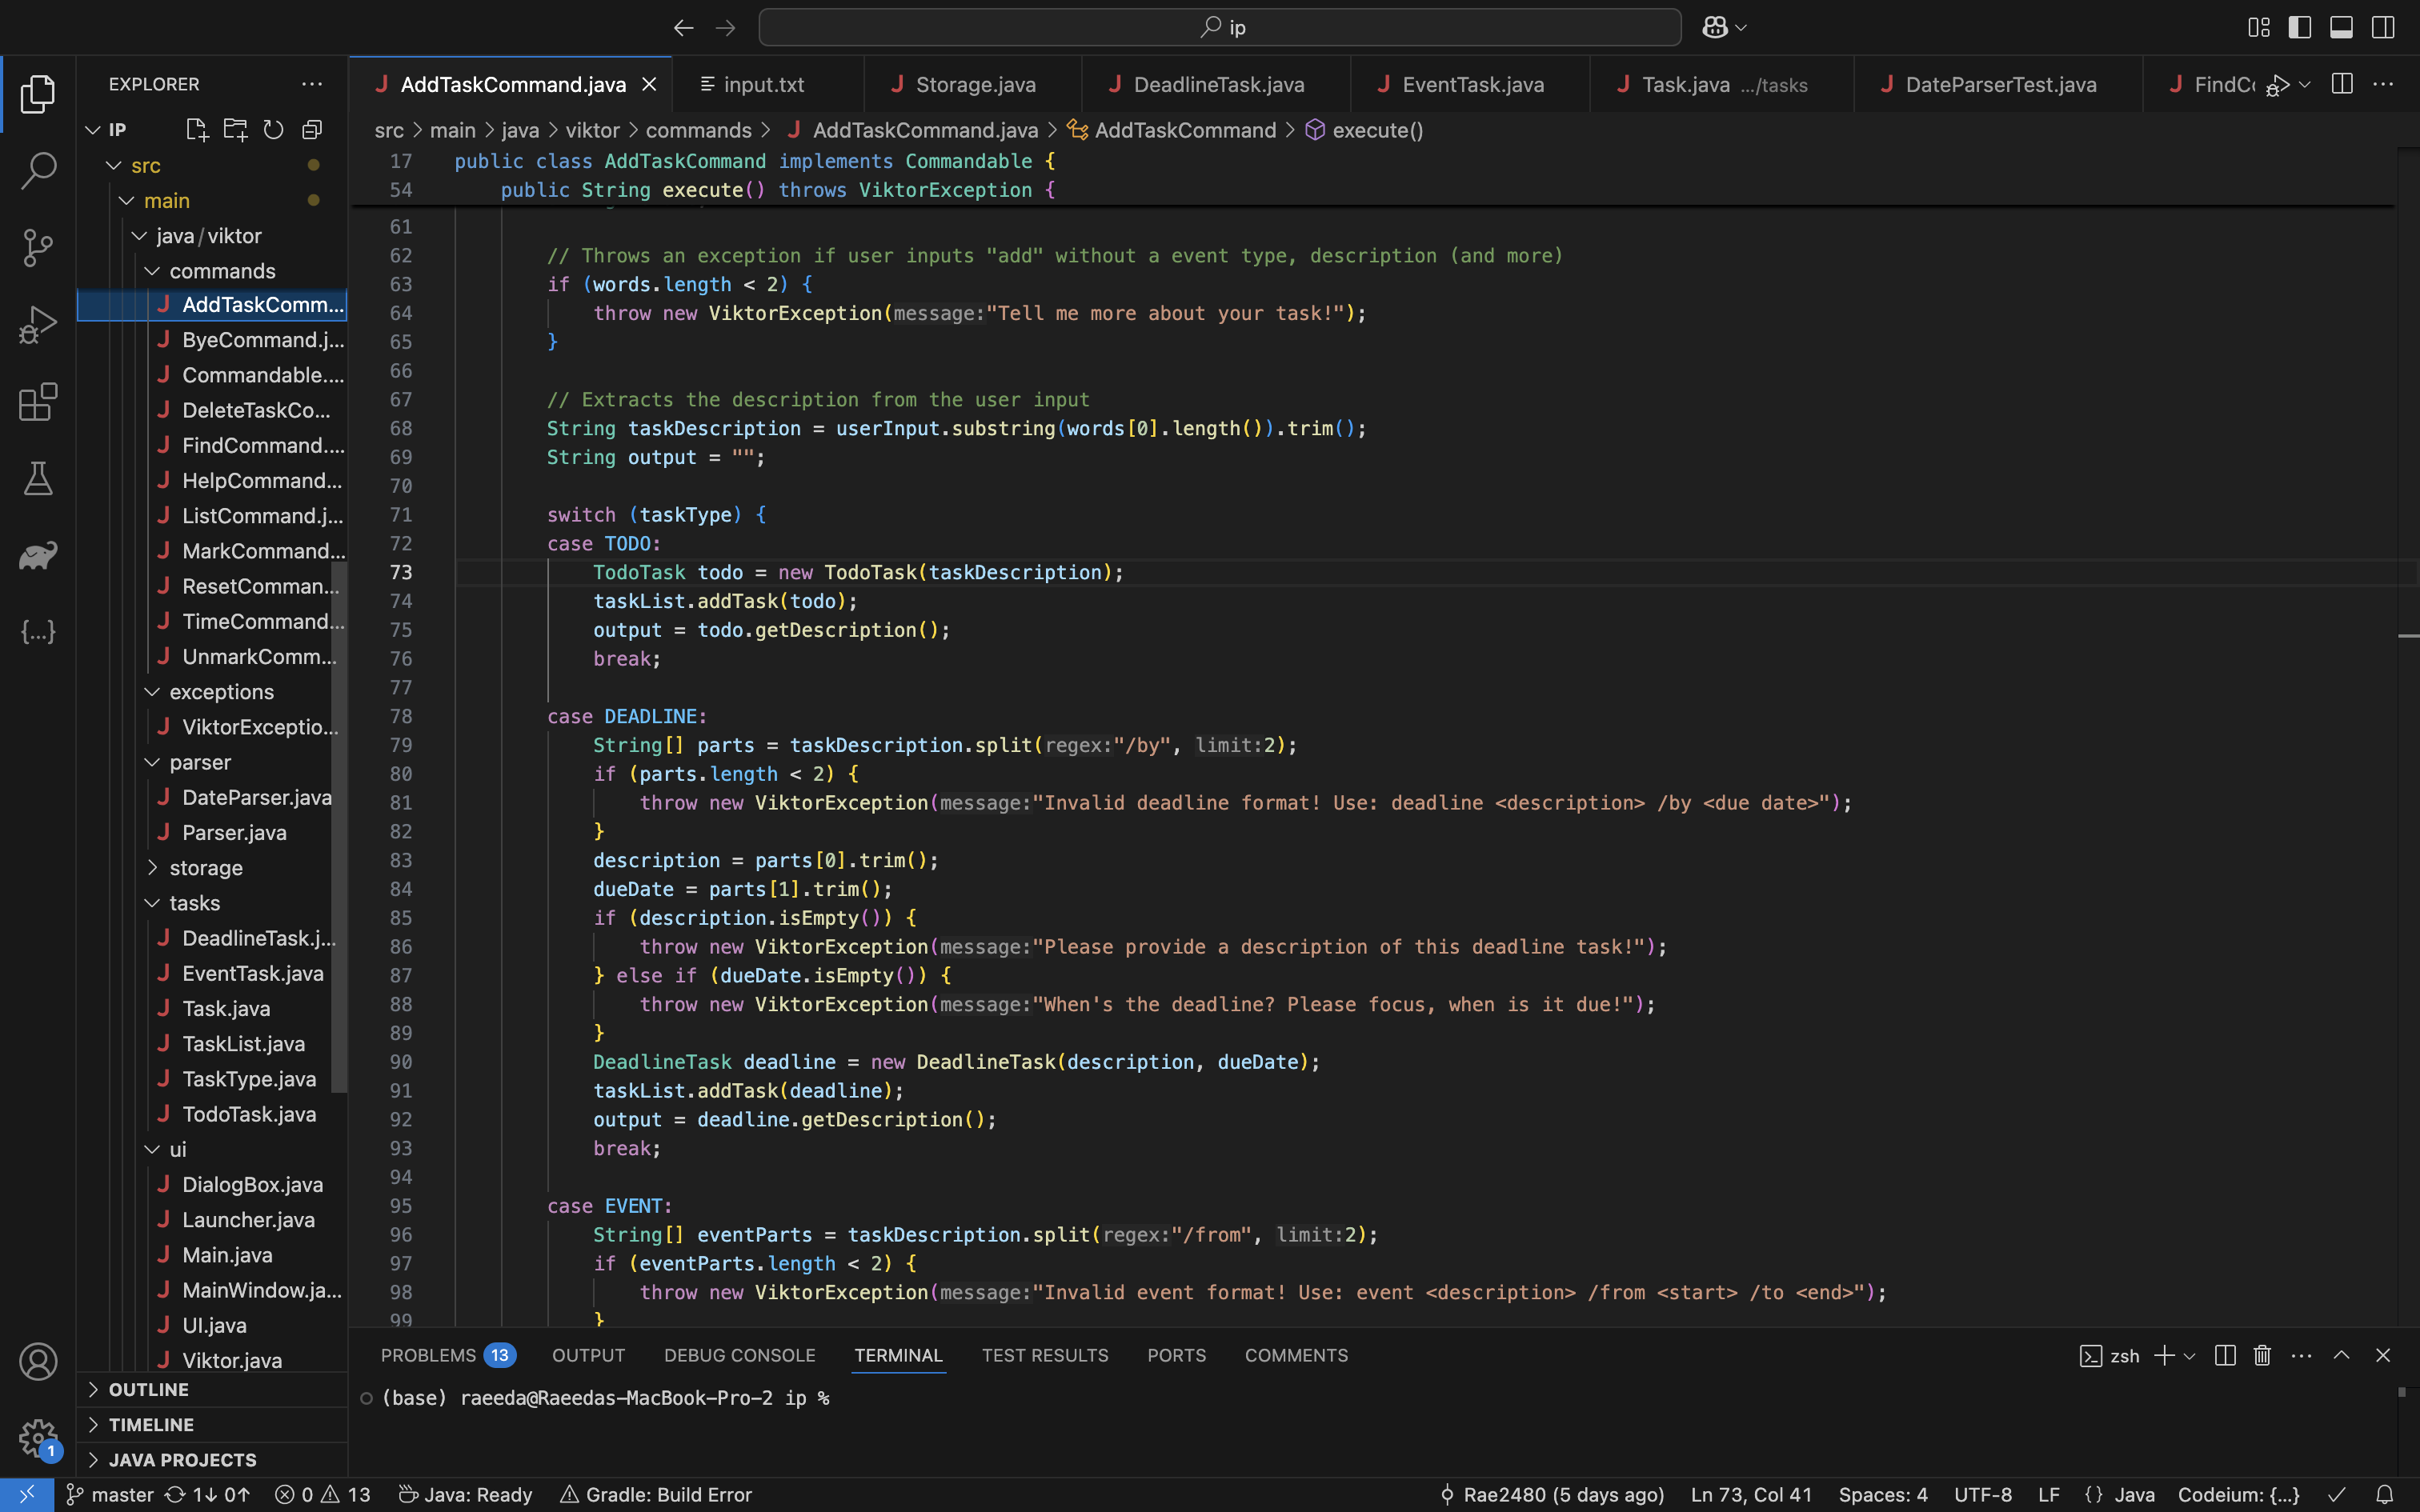 ip
EXPLORER
AddTaskCommand.java
input.txt
Storage.java
DeadlineTask.java
EventTask.java
Task.java .../tasks
DateParserTest.java
FindCo
IP
src
main
java/viktor
commands
AddTaskComm...
ByeCommand.j...
Commandable....
DeleteTaskCo...
FindCommand....
HelpCommand...
ListCommand.j...
MarkCommand...
ResetComman...
TimeCommand...
UnmarkComm...
exceptions
ViktorExceptio...
parser
DateParser.java
Parser.java
storage
tasks
DeadlineTask.j...
EventTask.java
Task.java
TaskList.java
TaskType.java
TodoTask.java
ui
DialogBox.java
Launcher.java
Main.java
MainWindow.ja...
UI.java
Viktor.java
OUTLINE
TIMELINE
JAVA PROJECTS
src > main > java > viktor > commands > AddTaskCommand.java > AddTaskCommand > execute()
17 public class AddTaskCommand implements Commandable {
54 public String execute() throws ViktorException {
61
62 // Throws an exception if user inputs "add" without a event type, description (and more)
63 if (words.length < 2) {
64 throw new ViktorException(message:"Tell me more about your task!");
65 }
66
67 // Extracts the description from the user input
68 String taskDescription = userInput.substring(words[0].length()).trim();
69 String output = "";
70
71 switch (taskType) {
72 case TODO:
73 TodoTask todo = new TodoTask(taskDescription);
74 taskList.addTask(todo);
75 output = todo.getDescription();
76 break;
77
78 case DEADLINE:
79 String[] parts = taskDescription.split(regex:"/by", limit:2);
80 if (parts.length < 2) {
81 throw new ViktorException(message:"Invalid deadline format! Use: deadline <description> /by <due date>");
82 }
83 description = parts[0].trim();
84 dueDate = parts[1].trim();
85 if (description.isEmpty()) {
86 throw new ViktorException(message:"Please provide a description of this deadline task!");
87 } else if (dueDate.isEmpty()) {
88 throw new ViktorException(message:"When's the deadline? Please focus, when is it due!");
89 }
90 DeadlineTask deadline = new DeadlineTask(description, dueDate);
91 taskList.addTask(deadline);
92 output = deadline.getDescription();
93 break;
94
95 case EVENT:
96 String[] eventParts = taskDescription.split(regex:"/from", limit:2);
97 if (eventParts.length < 2) {
98 throw new ViktorException(message:"Invalid event format! Use: event <description> /from <start> /to <end>");
99 }
PROBLEMS 13 OUTPUT DEBUG CONSOLE TERMINAL TEST RESULTS PORTS COMMENTS
zsh
(base) raeeda@Raeedas-MacBook-Pro-2 ip %
1
master 1↓ 0↑ 0 13 Java: Ready Gradle: Build Error
Rae2480 (5 days ago) Ln 73, Col 41 Spaces: 4 UTF-8 LF {} Java Codeium: {...}